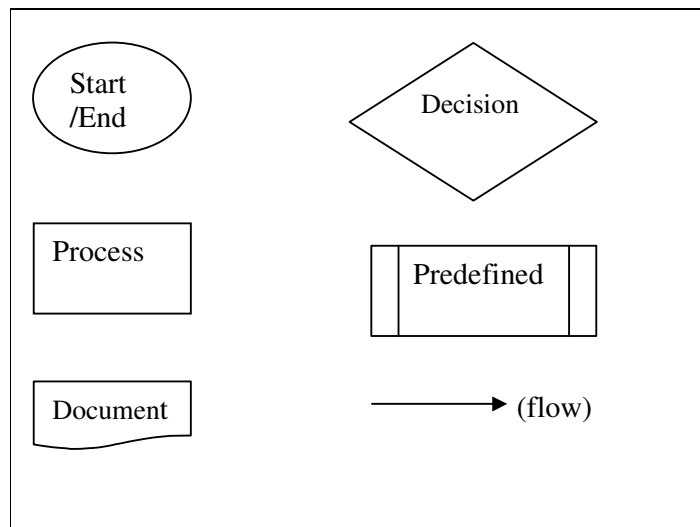 Start
/End
Decision
Process
Predefined
Document
(flow)